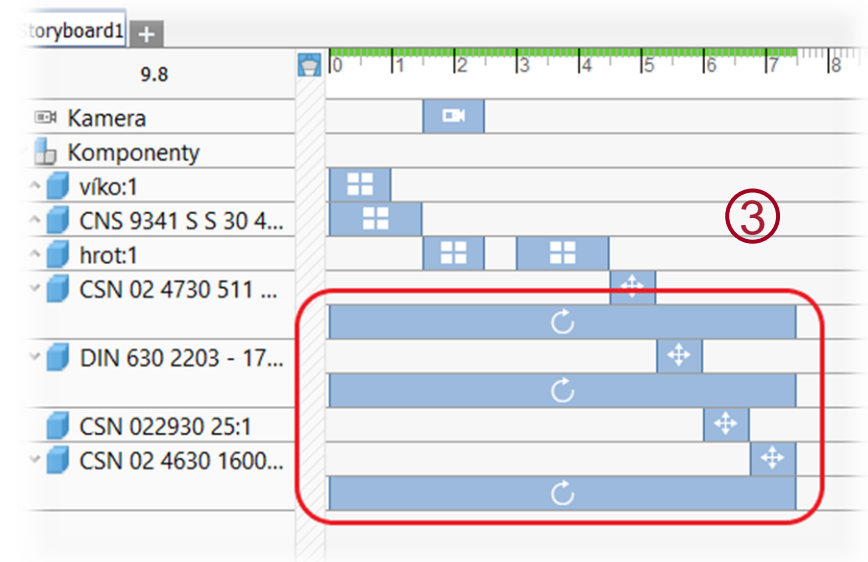 toryboard1 +
9.8
0 1 2 3 4 5 6 7 8
Kamera
Komponenty
víko:1
CNS 9341 S S 30 4...
3
hrot:1
CSN 02 4730 511 ...
DIN 630 2203 - 17...
CSN 022930 25:1
CSN 02 4630 1600...